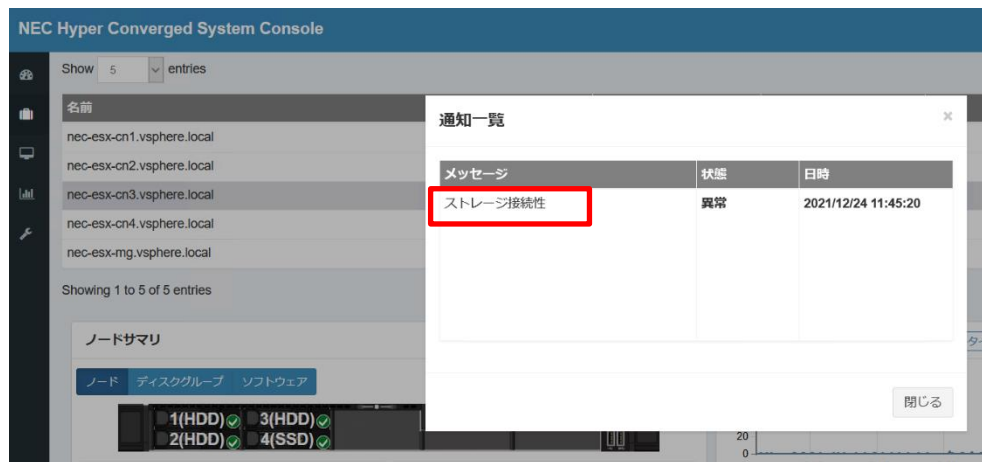 NEC Hyper Converged System Console
Show 5 entries
名前
nec-esx-cn1.vsphere.local
nec-esx-cn2.vsphere.local
nec-esx-cn3.vsphere.local
nec-esx-cn4.vsphere.local
nec-esx-mg.vsphere.local
Showing 1 to 5 of 5 entries
通知一覧 ×
メッセージ 状態 日時
ストレージ接続性 異常 2021/12/24 11:45:20
閉じる
ノードサマリ
ノード ディスクグループ ソフトウェア
1(HDD) 3(HDD)
2(HDD) 4(SSD)
20
0